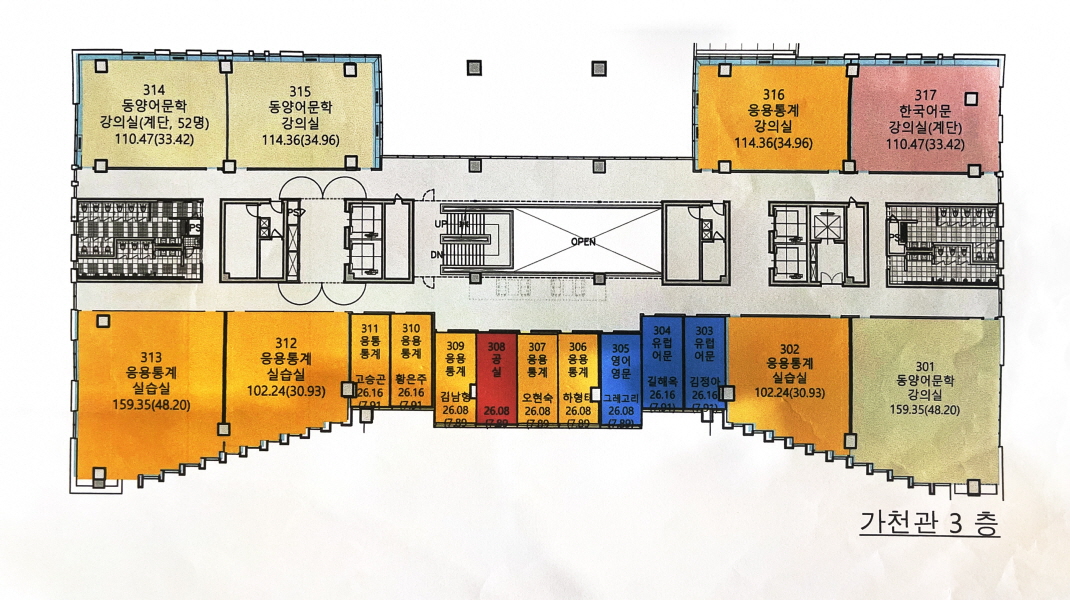 314
동양어문학
강의실(계단, 52명)
110.47(33.42)
315
동양어문학
강의실
114.36(34.96)
316
응용통계
강의실
114.36(34.96)
317
한국어문
강의실(계단)
110.47(33.42)
PS
PS
UP
DN
OPEN
PS
313
응용통계
실습실
159.35(48.20)
312
응용통계
실습실
102.24(30.93)
311
응용통
통계
고승곤
26.16
(7.91
310
응용
통계
황은주
26.16
(7.91
309
응용
통계
김남형
26.08
(7.89
308
공
실
26.08
(7.89
307
응용
통계
오현숙
26.08
(7.89
306
응용
통계
하형태
26.08
(7.89
305
영어
영문
그레고리
26.08
(7.89)
304
유럽
어문
길혜옥
26.16
(7.91)
303
유럽
어문
김정아
26.16
(7.91)
302
응용통계
실습실
102.24(30.93)
301
동양어문학
강의실
159.35(48.20)
가천관 3 층